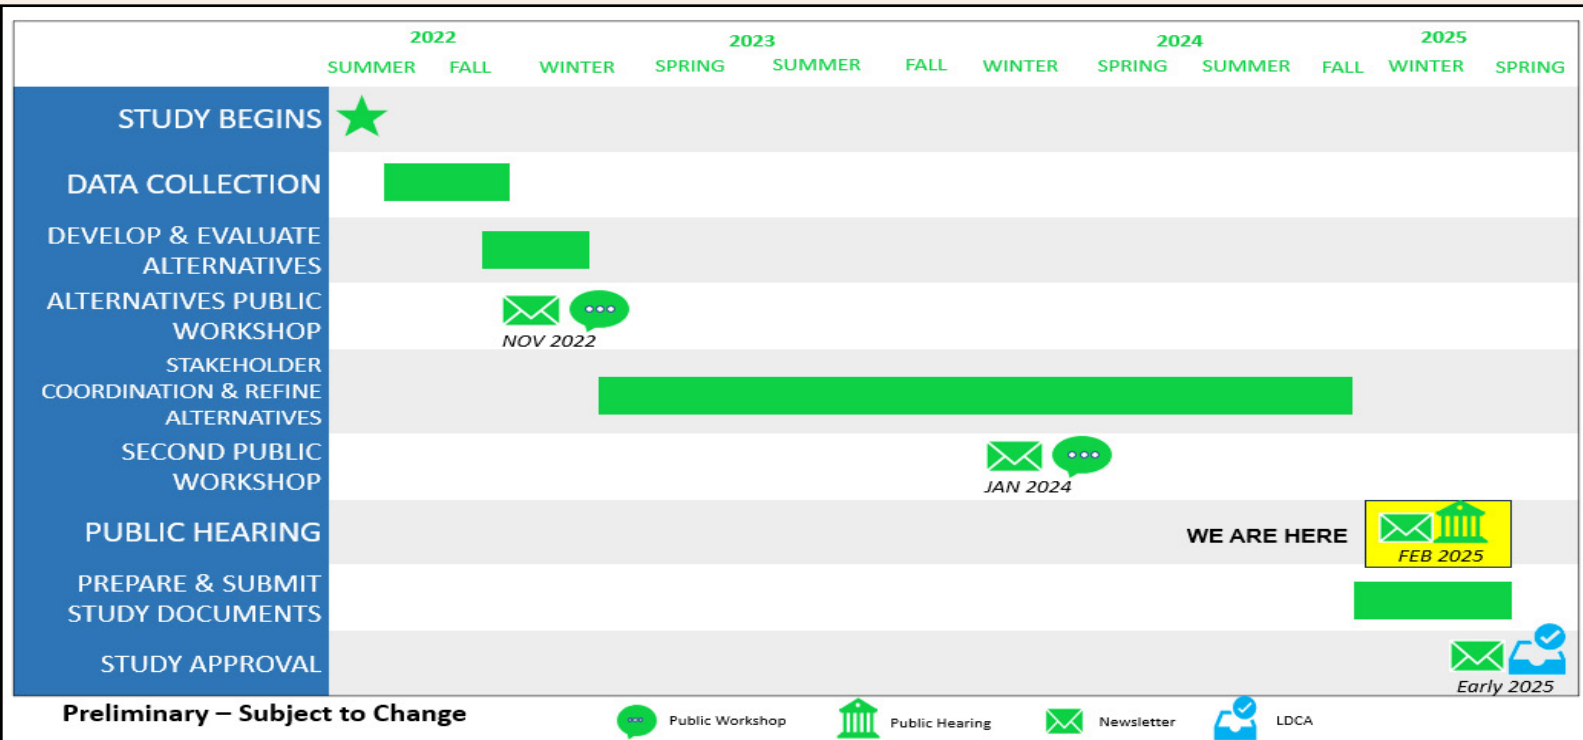 2022 2023 2024 2025
SUMMER FALL WINTER SPRING SUMMER FALL WINTER SPRING SUMMER FALL WINTER SPRING
STUDY BEGINS
DATA COLLECTION
DEVELOP & EVALUATE
ALTERNATIVES
ALTERNATIVES PUBLIC
WORKSHOP
NOV 2022
STAKEHOLDER
COORDINATION & REFINE
ALTERNATIVES
SECOND PUBLIC
WORKSHOP
JAN 2024
PUBLIC HEARING
WE ARE HERE
FEB 2025
PREPARE & SUBMIT
STUDY DOCUMENTS
STUDY APPROVAL
Early 2025
Preliminary – Subject to Change
Public Workshop
Public Hearing
Newsletter
LDCA